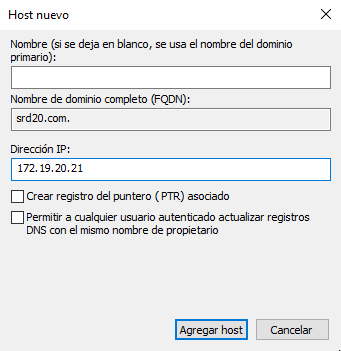 Host nuevo
Nombre (si se deja en blanco, se usa el nombre del dominio
primario):
Nombre de dominio completo (FQDN):
srd20.com.
Dirección IP:
172.19.20.21
Crear registro del puntero (PTR) asociado
Permitir a cualquier usuario autenticado actualizar registros
DNS con el mismo nombre de propietario
Agregar host
Cancelar